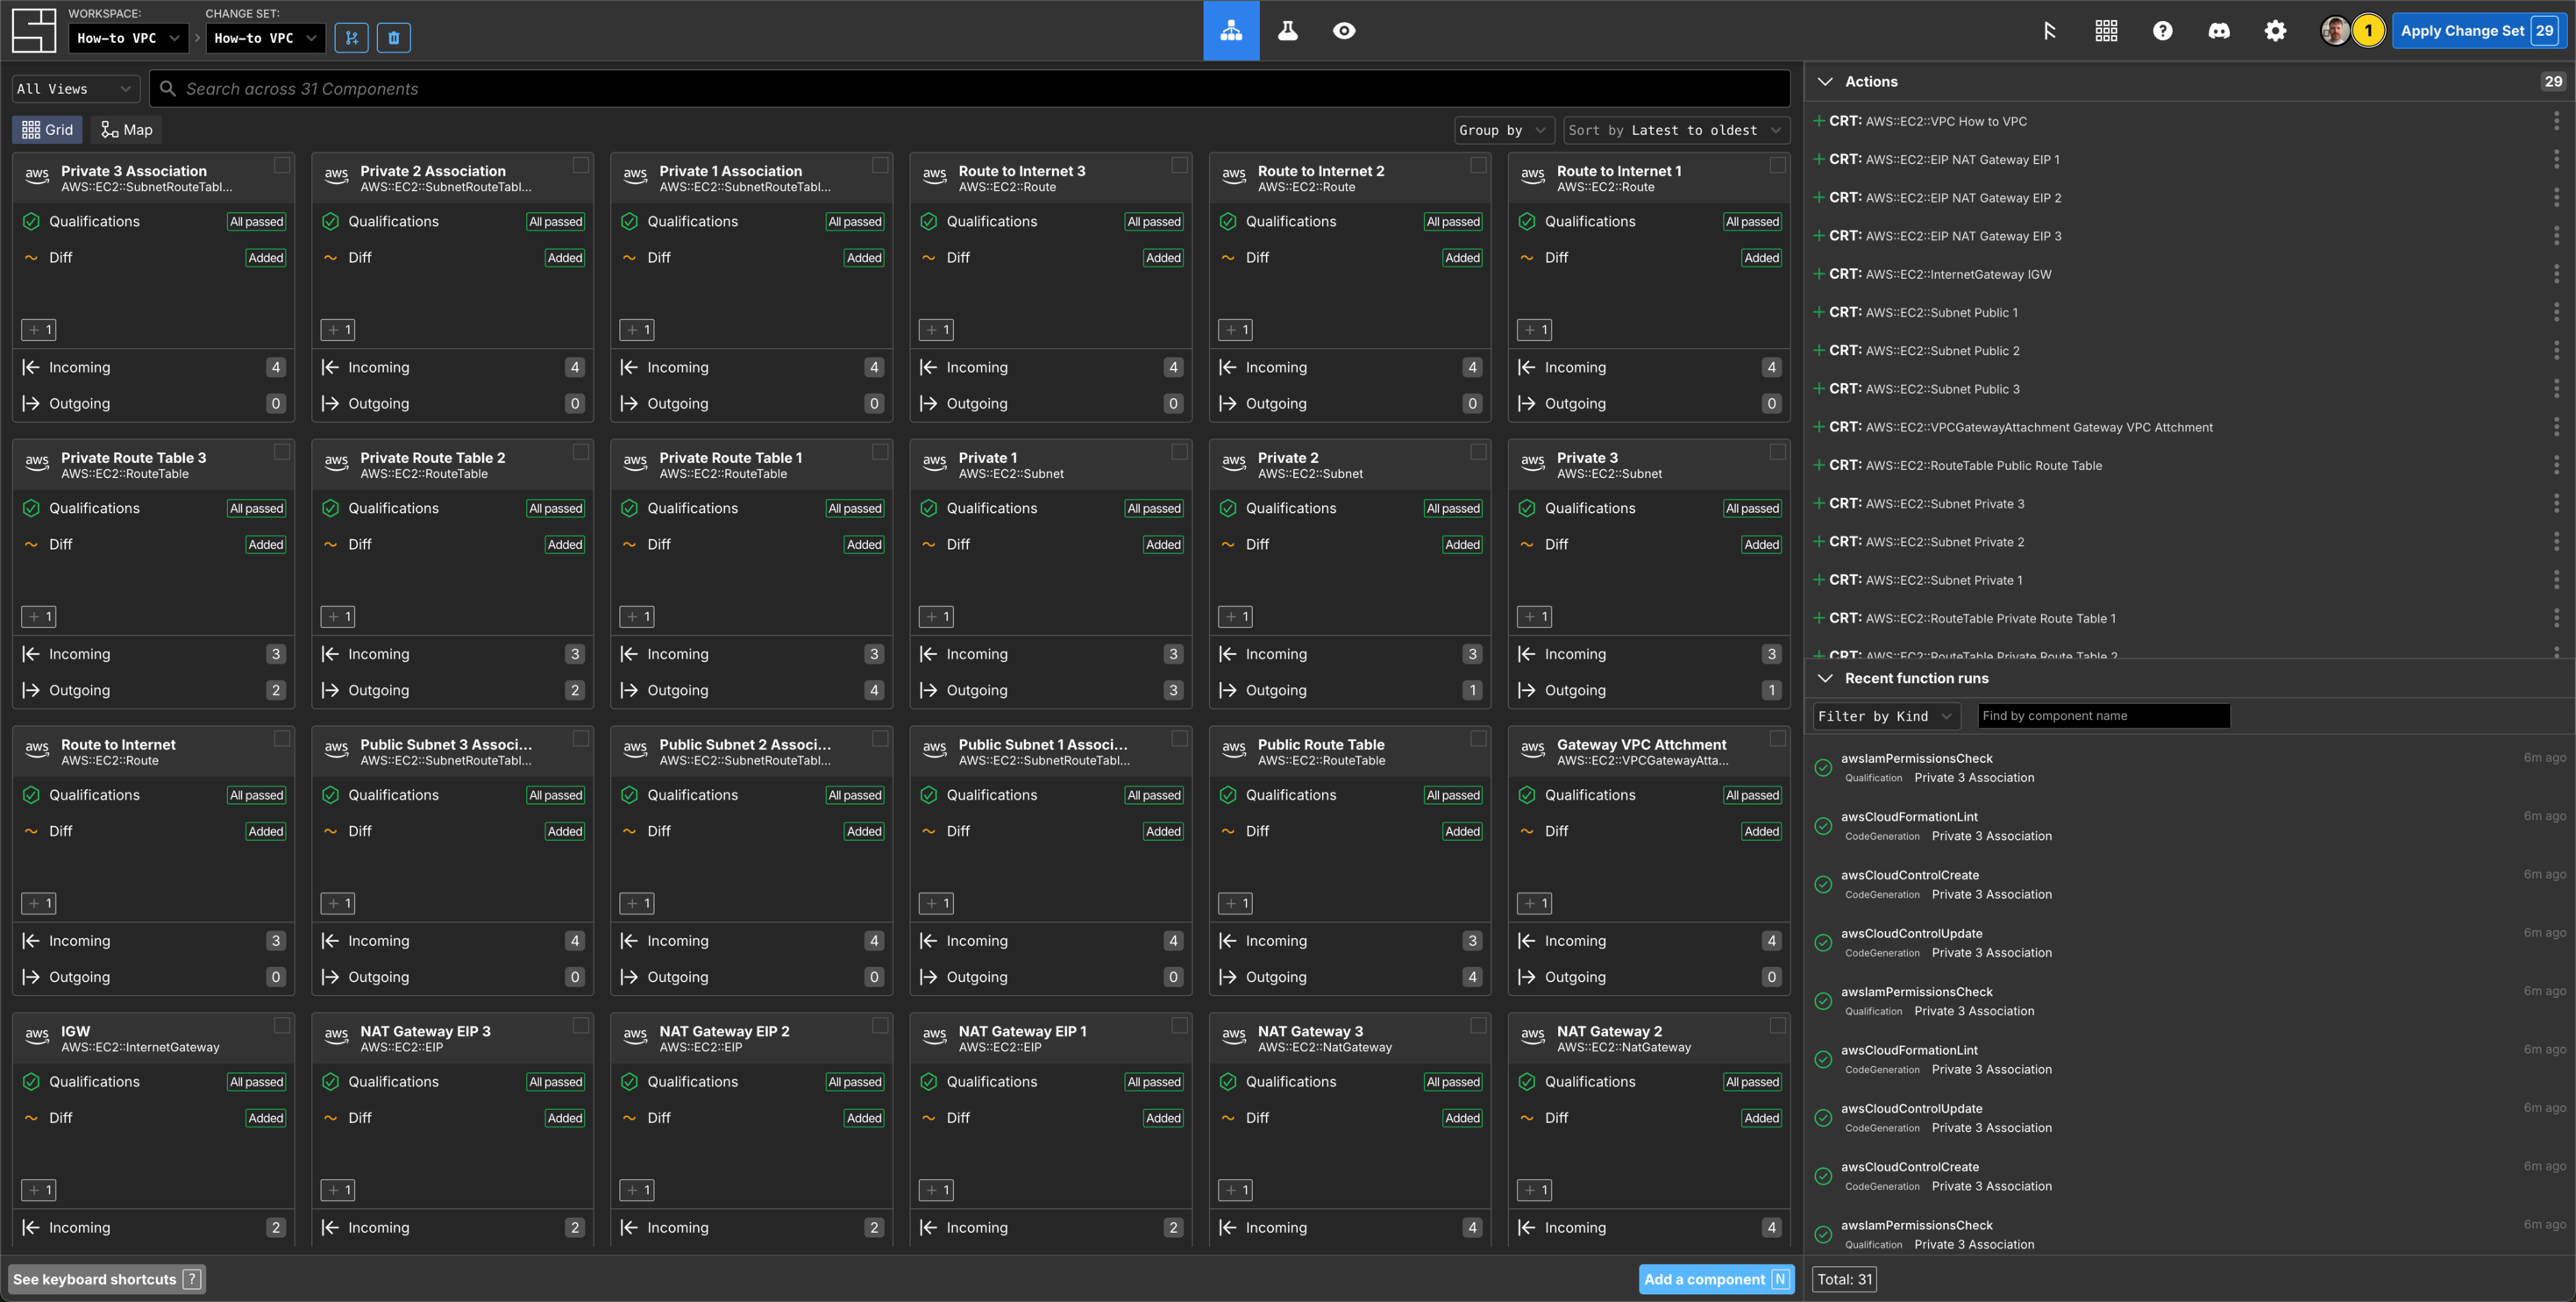 WORKSPACE:
How-to VPC
CHANGE SET:
How-to VPC
1
Apply Change Set 29
All Views
Search across 31 Components
Grid
Map
Group by
Sort by Latest to oldest
aws Private 3 Association
AWS::EC2::SubnetRouteTabl...
Qualifications All passed
Diff Added
+ 1
Incoming 4
Outgoing 0
aws Private 2 Association
AWS::EC2::SubnetRouteTabl...
Qualifications All passed
Diff Added
+ 1
Incoming 4
Outgoing 0
aws Private 1 Association
AWS::EC2::SubnetRouteTabl...
Qualifications All passed
Diff Added
+ 1
Incoming 4
Outgoing 0
aws Route to Internet 3
AWS::EC2::Route
Qualifications All passed
Diff Added
+ 1
Incoming 4
Outgoing 0
aws Route to Internet 2
AWS::EC2::Route
Qualifications All passed
Diff Added
+ 1
Incoming 4
Outgoing 0
aws Route to Internet 1
AWS::EC2::Route
Qualifications All passed
Diff Added
+ 1
Incoming 4
Outgoing 0
aws Private Route Table 3
AWS::EC2::RouteTable
Qualifications All passed
Diff Added
+ 1
Incoming 3
Outgoing 2
aws Private Route Table 2
AWS::EC2::RouteTable
Qualifications All passed
Diff Added
+ 1
Incoming 3
Outgoing 2
aws Private Route Table 1
AWS::EC2::RouteTable
Qualifications All passed
Diff Added
+ 1
Incoming 3
Outgoing 4
aws Private 1
AWS::EC2::Subnet
Qualifications All passed
Diff Added
+ 1
Incoming 3
Outgoing 3
aws Private 2
AWS::EC2::Subnet
Qualifications All passed
Diff Added
+ 1
Incoming 3
Outgoing 1
aws Private 3
AWS::EC2::Subnet
Qualifications All passed
Diff Added
+ 1
Incoming 3
Outgoing 1
aws Route to Internet
AWS::EC2::Route
Qualifications All passed
Diff Added
+ 1
Incoming 3
Outgoing 0
aws Public Subnet 3 Associ...
AWS::EC2::SubnetRouteTabl...
Qualifications All passed
Diff Added
+ 1
Incoming 4
Outgoing 0
aws Public Subnet 2 Associ...
AWS::EC2::SubnetRouteTabl...
Qualifications All passed
Diff Added
+ 1
Incoming 4
Outgoing 0
aws Public Subnet 1 Associ...
AWS::EC2::SubnetRouteTabl...
Qualifications All passed
Diff Added
+ 1
Incoming 4
Outgoing 0
aws Public Route Table
AWS::EC2::RouteTable
Qualifications All passed
Diff Added
+ 1
Incoming 3
Outgoing 4
aws Gateway VPC Attchment
AWS::EC2::VPCGatewayAtta...
Qualifications All passed
Diff Added
+ 1
Incoming 4
Outgoing 0
aws IGW
AWS::EC2::InternetGateway
Qualifications All passed
Diff Added
+ 1
Incoming 2
aws NAT Gateway EIP 3
AWS::EC2::EIP
Qualifications All passed
Diff Added
+ 1
Incoming 2
aws NAT Gateway EIP 2
AWS::EC2::EIP
Qualifications All passed
Diff Added
+ 1
Incoming 2
aws NAT Gateway EIP 1
AWS::EC2::EIP
Qualifications All passed
Diff Added
+ 1
Incoming 2
aws NAT Gateway 3
AWS::EC2::NatGateway
Qualifications All passed
Diff Added
+ 1
Incoming 4
aws NAT Gateway 2
AWS::EC2::NatGateway
Qualifications All passed
Diff Added
+ 1
Incoming 4
See keyboard shortcuts ?
Add a component N
Actions 29
+ CRT: AWS::EC2::VPC How to VPC
+ CRT: AWS::EC2::EIP NAT Gateway EIP 1
+ CRT: AWS::EC2::EIP NAT Gateway EIP 2
+ CRT: AWS::EC2::EIP NAT Gateway EIP 3
+ CRT: AWS::EC2::InternetGateway IGW
+ CRT: AWS::EC2::Subnet Public 1
+ CRT: AWS::EC2::Subnet Public 2
+ CRT: AWS::EC2::Subnet Public 3
+ CRT: AWS::EC2::VPCGatewayAttachment Gateway VPC Attchment
+ CRT: AWS::EC2::RouteTable Public Route Table
+ CRT: AWS::EC2::Subnet Private 3
+ CRT: AWS::EC2::Subnet Private 2
+ CRT: AWS::EC2::Subnet Private 1
+ CRT: AWS::EC2::RouteTable Private Route Table 1
+ CRT: AWS::EC2::RouteTable Private Route Table 2
Recent function runs
Filter by Kind
Find by component name
awsIamPermissionsCheck 6m ago
Qualification Private 3 Association
awsCloudFormationLint 6m ago
CodeGeneration Private 3 Association
awsCloudControlCreate 6m ago
CodeGeneration Private 3 Association
awsCloudControlUpdate 6m ago
CodeGeneration Private 3 Association
awsIamPermissionsCheck 6m ago
Qualification Private 3 Association
awsCloudFormationLint 6m ago
CodeGeneration Private 3 Association
awsCloudControlUpdate 6m ago
CodeGeneration Private 3 Association
awsCloudControlCreate 6m ago
CodeGeneration Private 3 Association
awsIamPermissionsCheck 6m ago
Qualification Private 3 Association
Total: 31